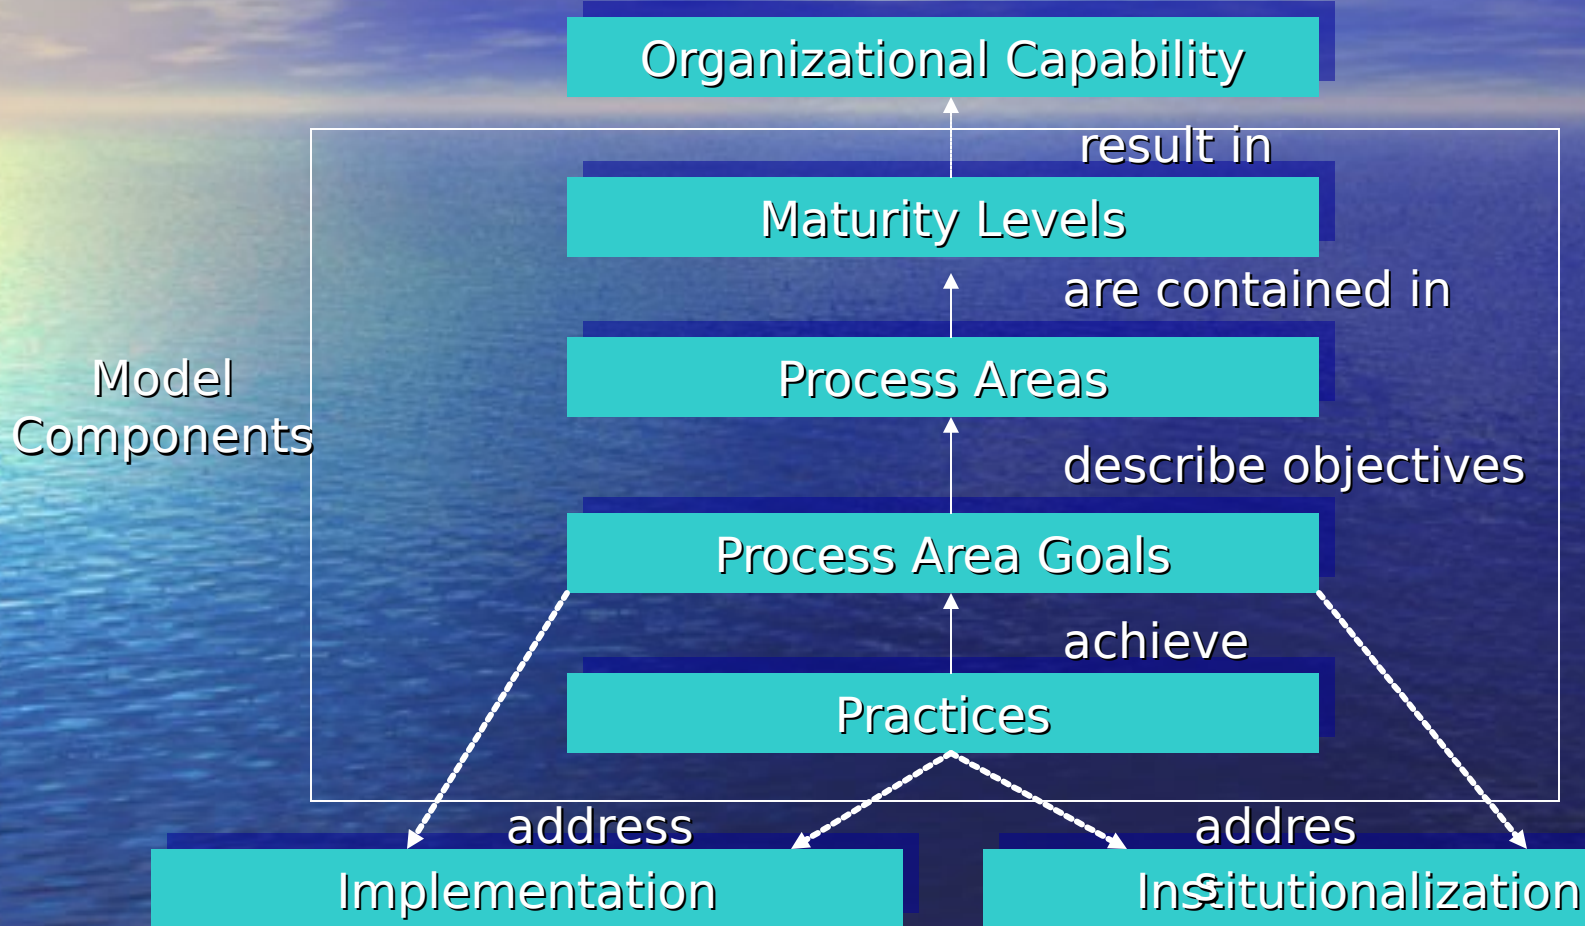 Organizational Capability
result in
Maturity Levels
are contained in
Process Areas
Model
Components
describe objectives
Process Area Goals
achieve
Practices
address
addres
s
Implementation
Institutionalization